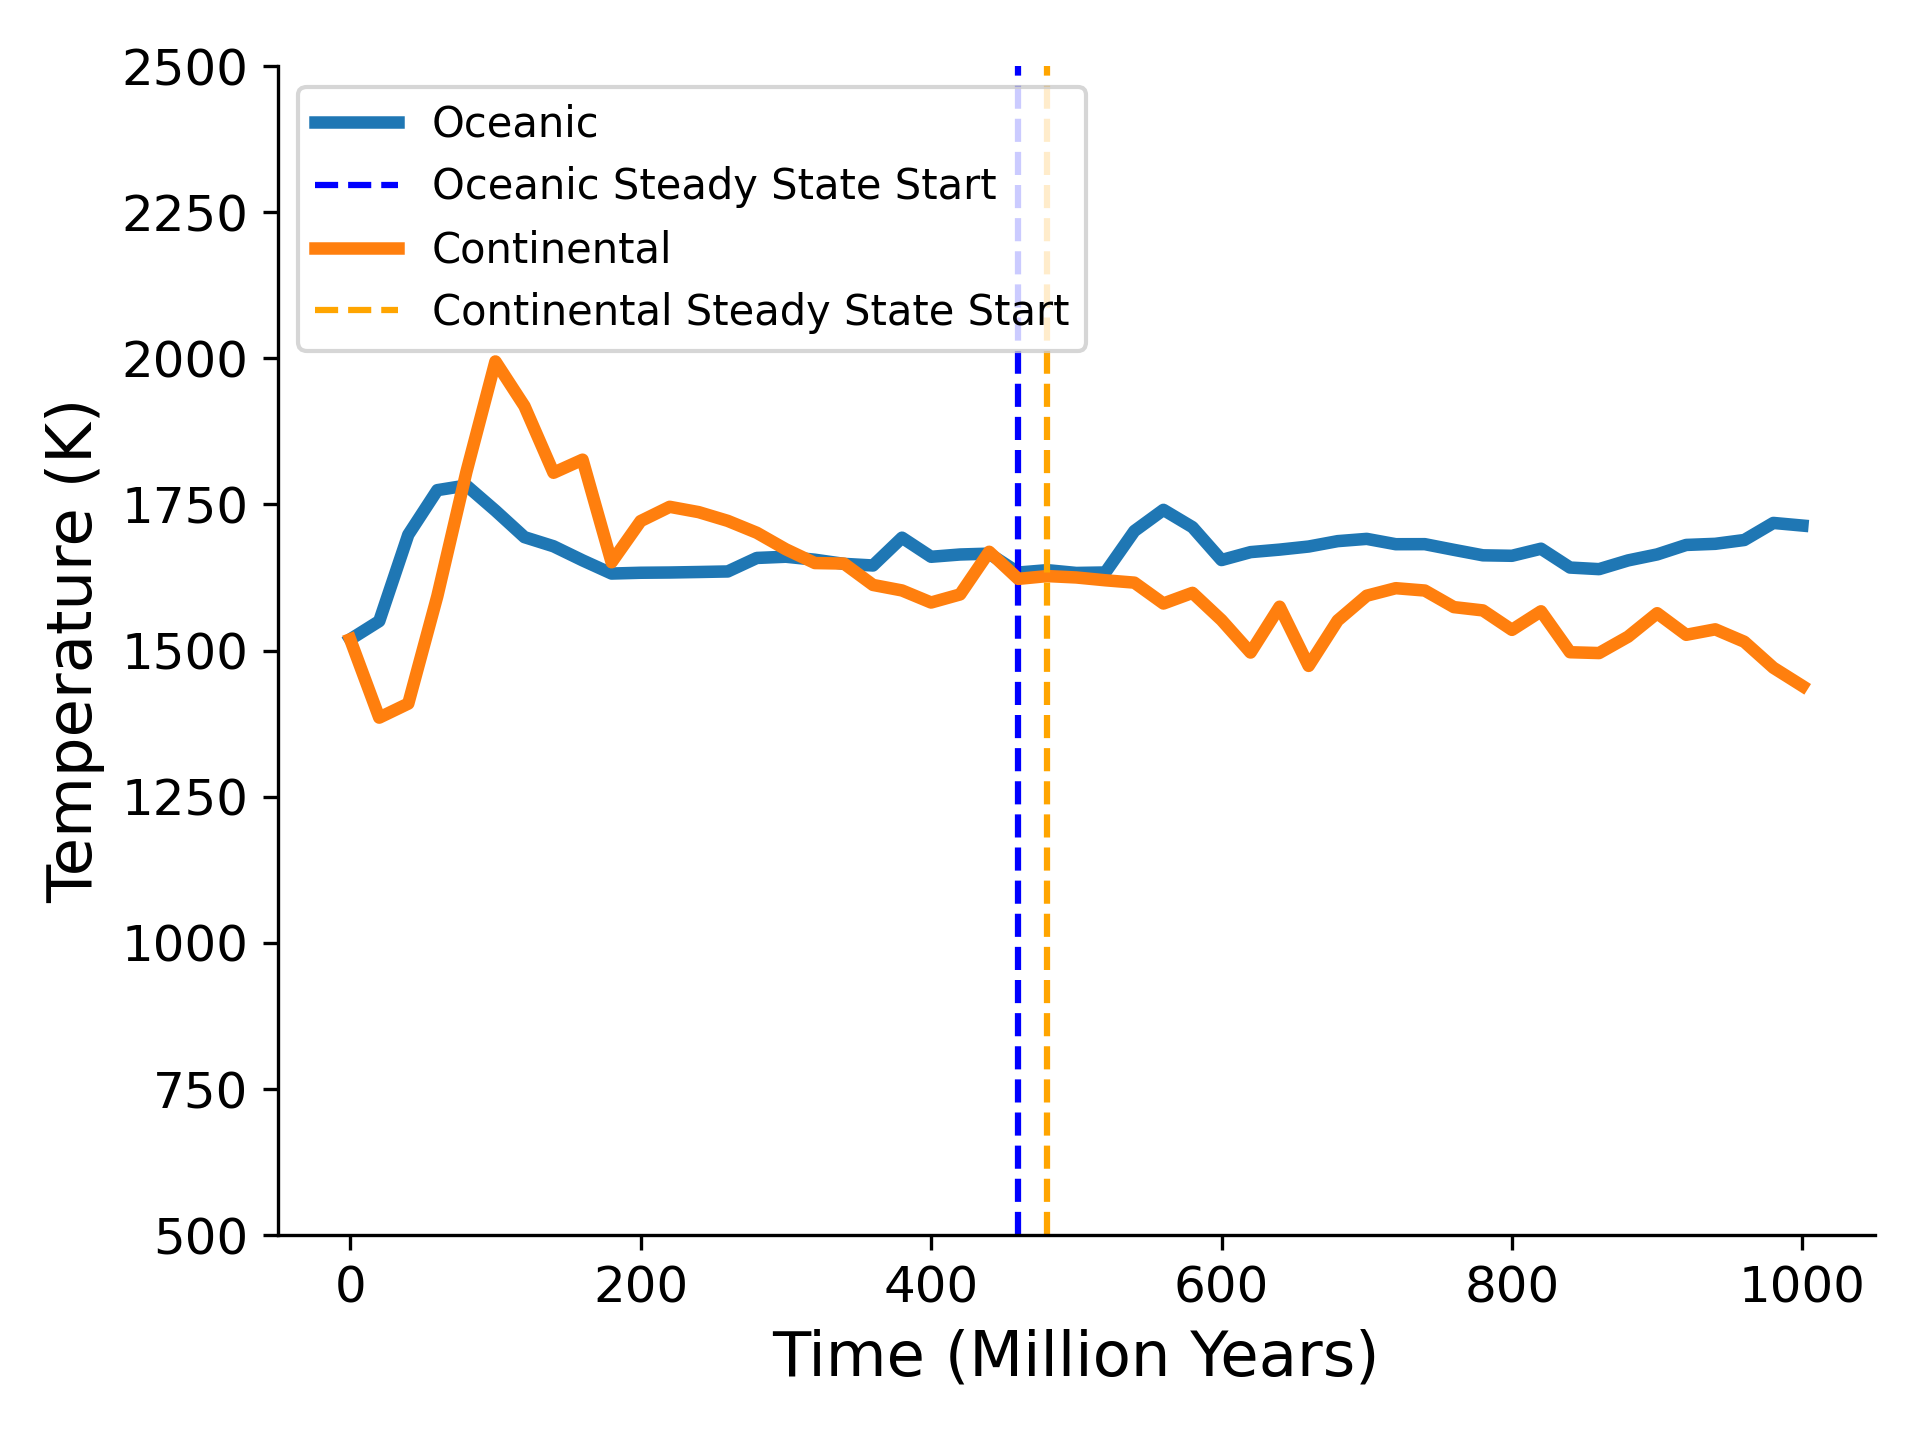 2500
2250
2000
1750
1500
1250
1000
750
500
Temperature (K)
Oceanic
Oceanic Steady State Start
Continental
Continental Steady State Start
0 200 400 600 800 1000
Time (Million Years)